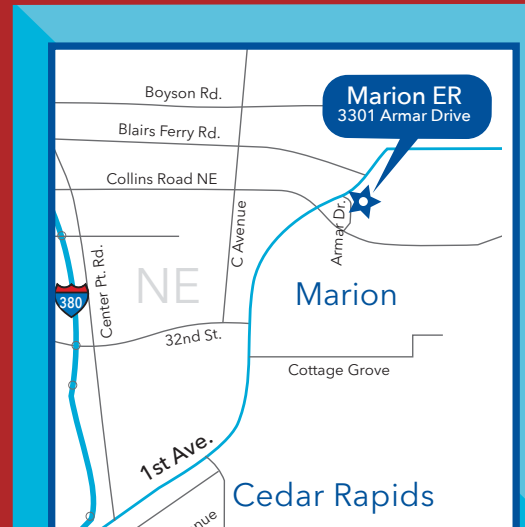 Boyson Rd.
Marion ER
3301 Armar Drive
Blairs Ferry Rd.
Collins Road NE
C Avenue
Armar Dr.
Center Pt. Rd.
NE
380
Marion
32nd St.
Cottage Grove
1st Ave.
Cedar Rapids